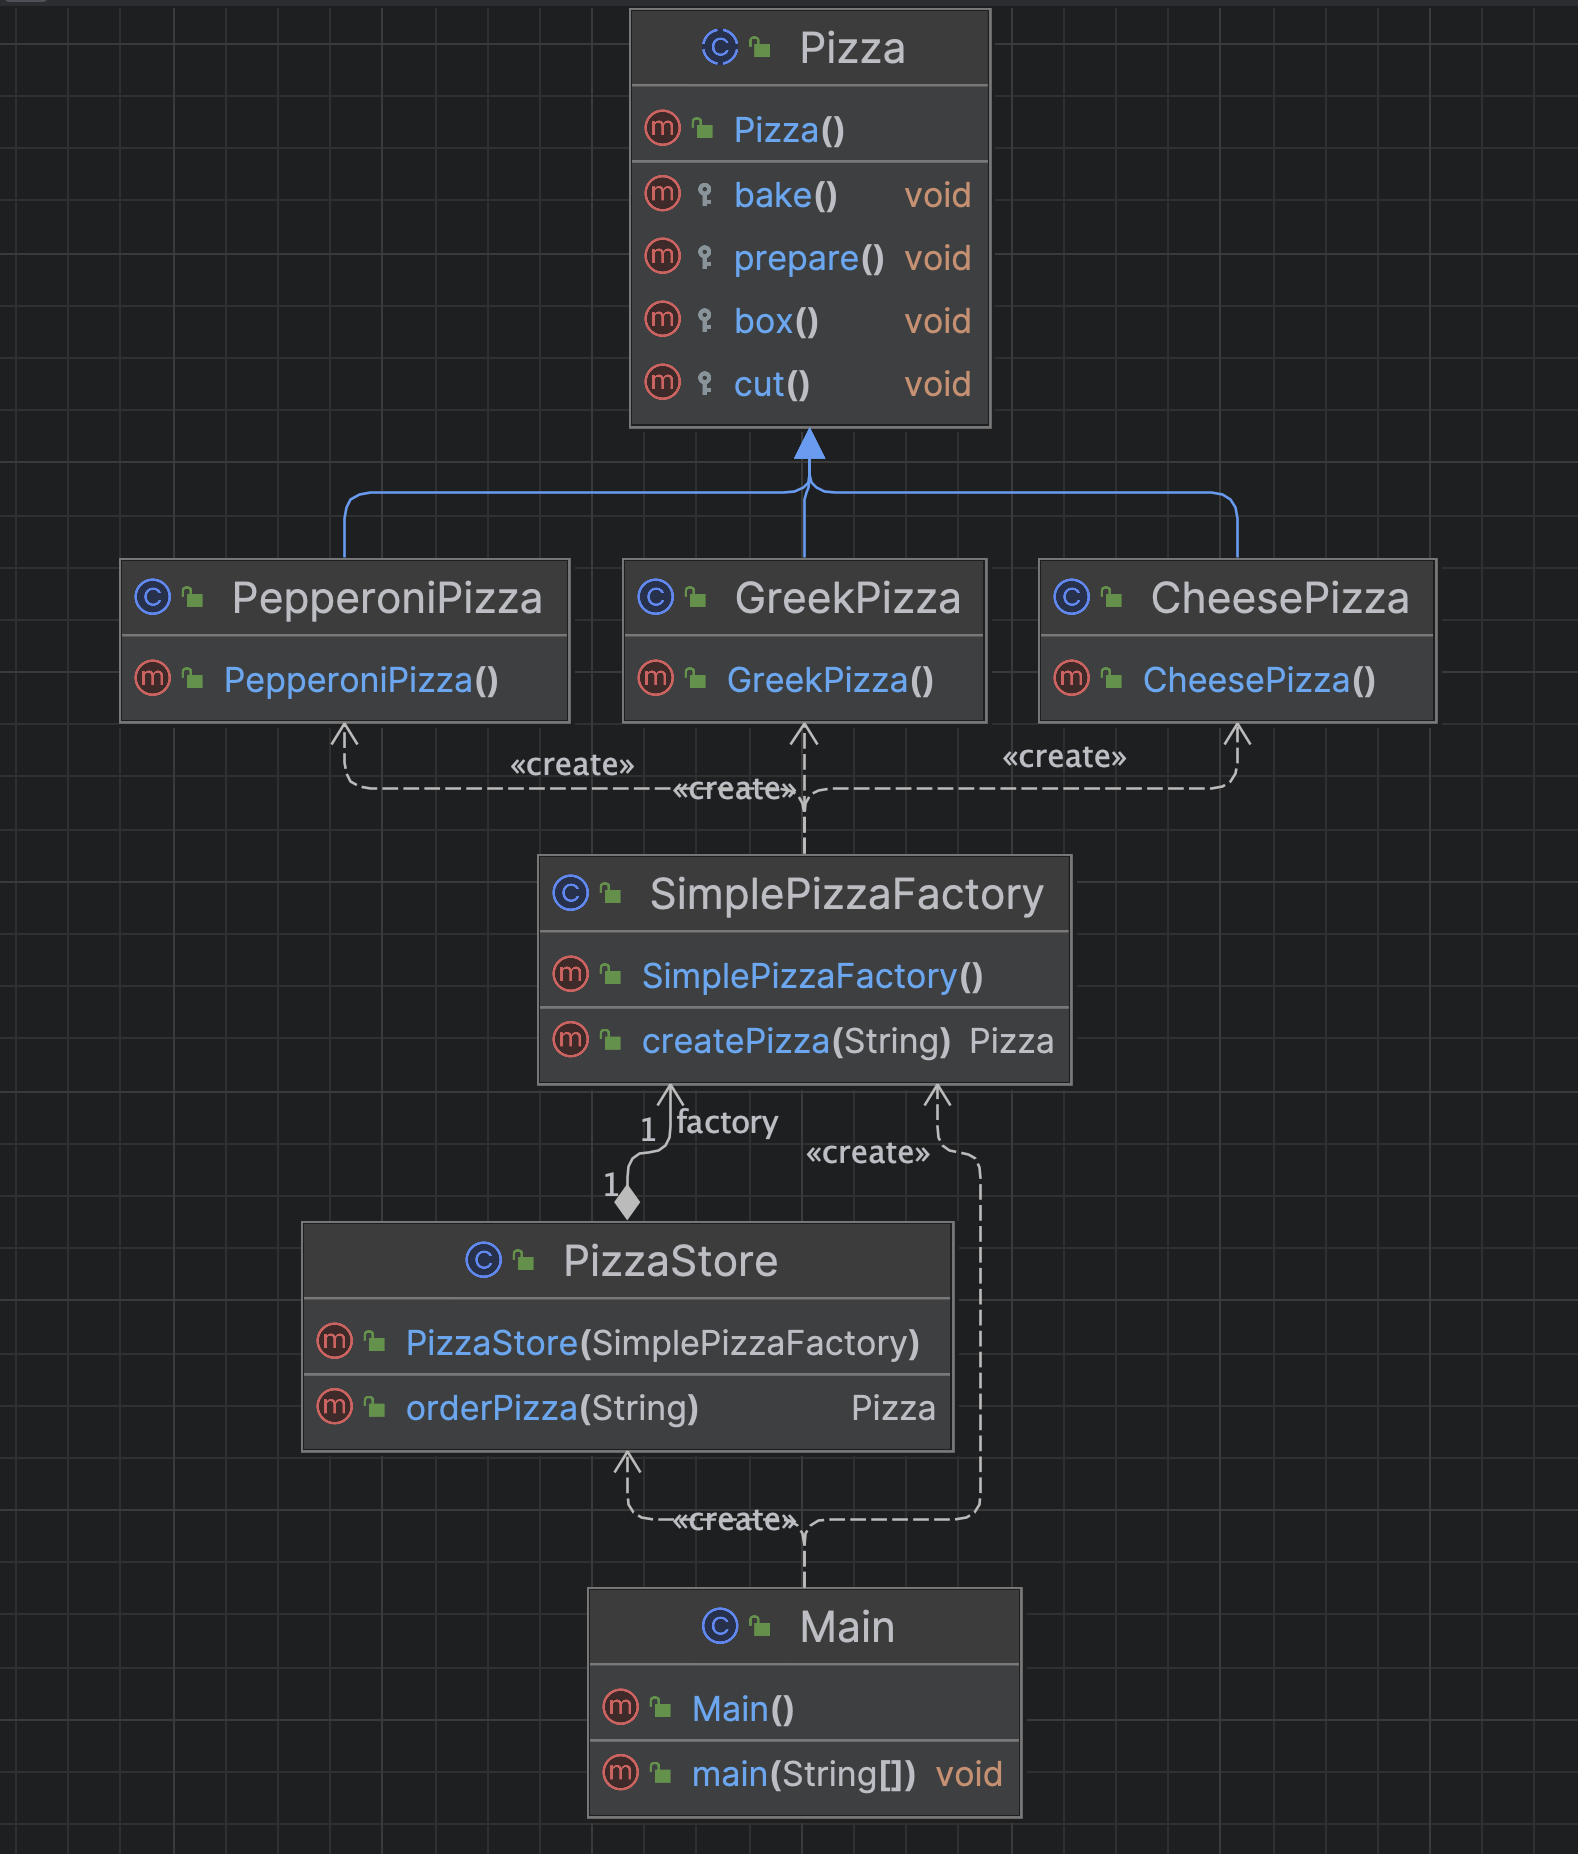 Pizza
Pizza()
bake() void
prepare() void
box() void
cut() void
PepperoniPizza
PepperoniPizza()
GreekPizza
GreekPizza()
CheesePizza
CheesePizza()
«create»
«create»
«create»
SimplePizzaFactory
SimplePizzaFactory()
createPizza(String) Pizza
1 factory
«create»
1
PizzaStore
PizzaStore(SimplePizzaFactory)
orderPizza(String) Pizza
«create»
Main
Main()
main(String[]) void